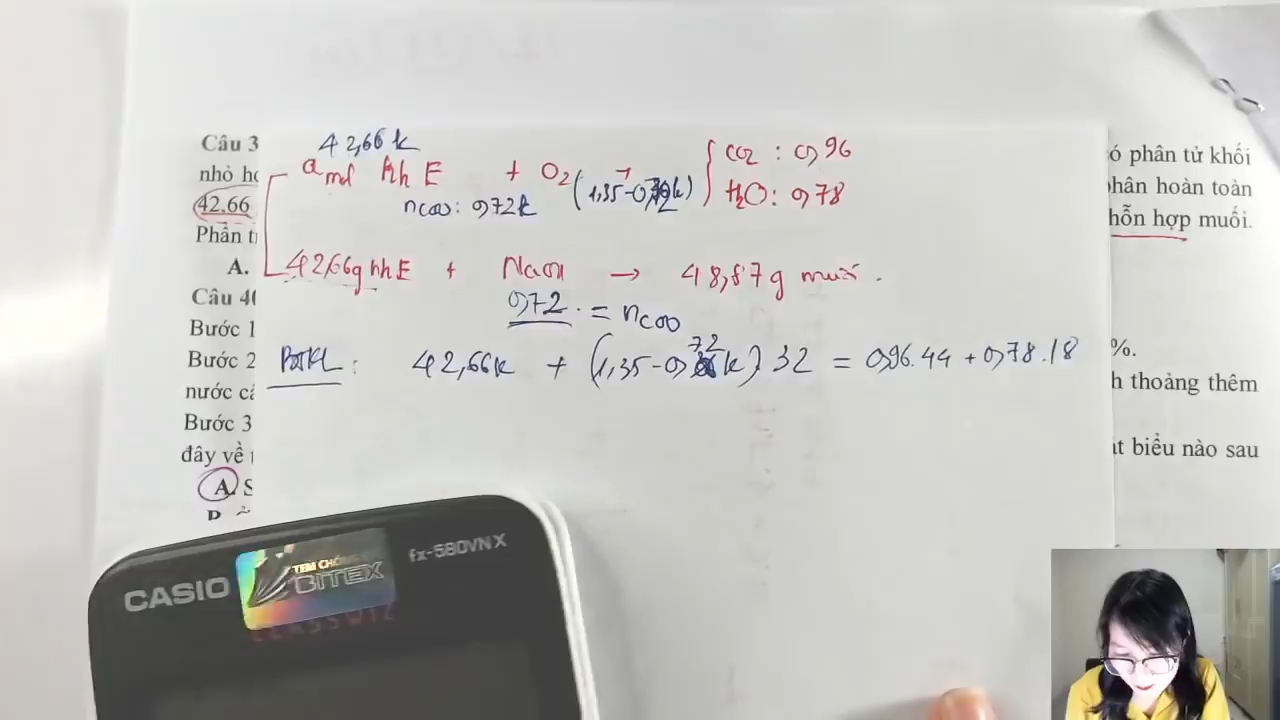 Câu 3
42,66 k
nhỏ
a mol hh E + O2 (1,35-0,72k) → CO2 : 0,96
nCOO: 0,72k
H2O: 0,78
42,66
Phần
A. 42,66g hh E + NaOH → 48,87g muối.
Câu 40
0,72 = nCOO
Bước 1
Bước 2
BTKL: 42,66k + (1,35-0,72k).32 = 0,96.44 + 0,78.18
nước
Bước 3
đây về
A. S
ó phân tử khối
phân hoàn toàn
hỗn hợp muối.
%.
h thoảng thêm
át biểu nào sau
CASIO
TEM CHỐNG
BITEX
fx-580VN X